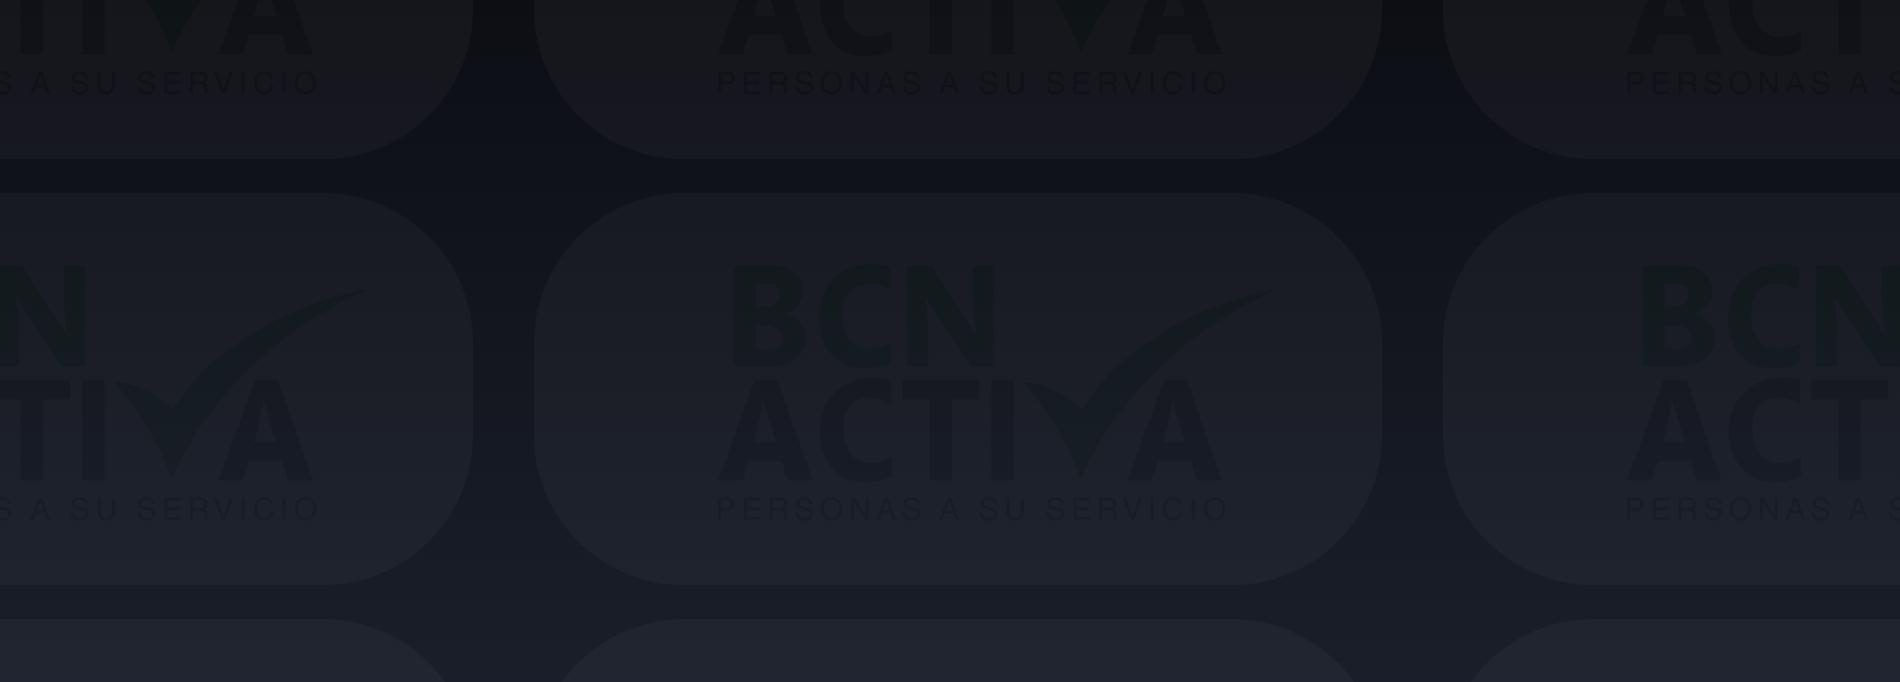 TIVA ACTIVA ACT
S A SU SERVICIO PERSONAS A SU SERVICIO PERSONAS A S
N BCN BCN
TIVA ACTIVA ACT
S A SU SERVICIO PERSONAS A SU SERVICIO PERSONAS A S